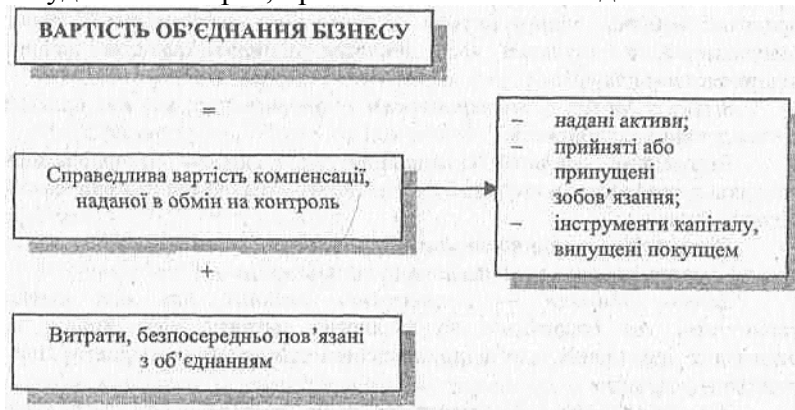 ВАРТІСТЬ ОБ’ЄДНАННЯ БІЗНЕСУ
=
Справедлива вартість компенсації,
наданої в обмін на контроль
– надані активи;
– прийняті або
припущені
зобов’язання;
– інструменти капіталу,
випущені покупцем
+
Витрати, безпосередньо пов’язані
з об’єднанням